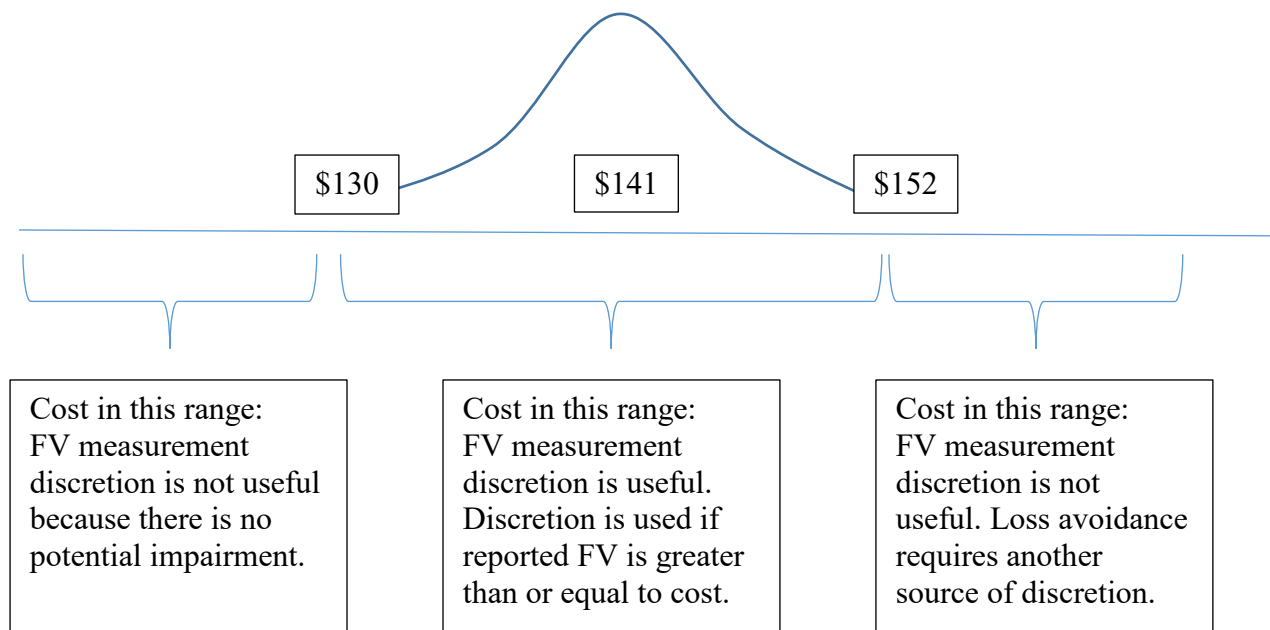 $130
$141
$152
Cost in this range:
FV measurement
discretion is not useful
because there is no
potential impairment.
Cost in this range:
FV measurement
discretion is useful.
Discretion is used if
reported FV is greater
than or equal to cost.
Cost in this range:
FV measurement
discretion is not
useful. Loss avoidance
requires another
source of discretion.